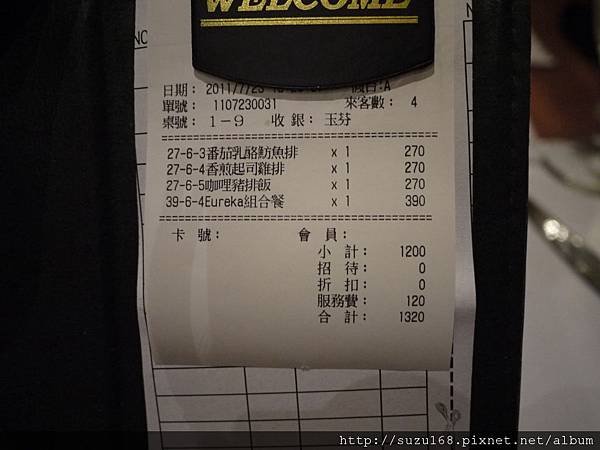 WELCOME
NO
N
日期： 2011/7/23
單號： 1107230031 來客數： 4
桌號： 1－9 收 銀： 玉芬
27-6-3番茄乳酪魴魚排 x 1 270
27-6-4香煎起司雞排 x 1 270
27-6-5咖哩豬排飯 x 1 270
39-6-4Eureka組合餐 x 1 390
卡 號： 會 員：
小 計： 1200
招 待： 0
折 扣： 0
服務費： 120
合 計： 1320
http://suzu168.pixnet.net/album